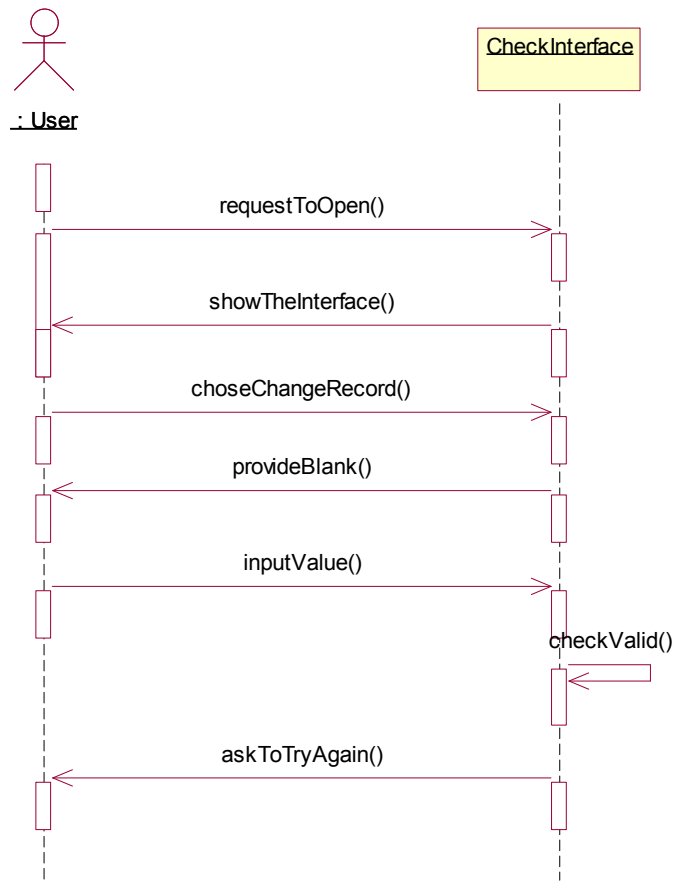 CheckInterface
: User
requestToOpen()
showTheInterface()
choseChangeRecord()
provideBlank()
inputValue()
checkValid()
askToTryAgain()